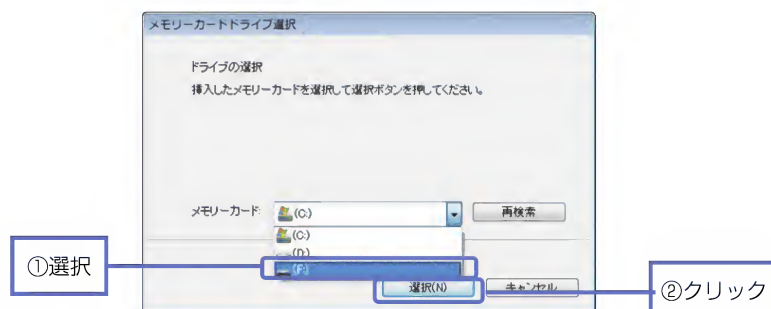 メモリーカードドライブ選択
ドライブの選択
挿入したメモリーカードを選択して選択ボタンを押してください。
メモリーカード: (C:) 再検索
(C:)
(D:)
(F:)
①選択
選択(N) キャンセル
②クリック